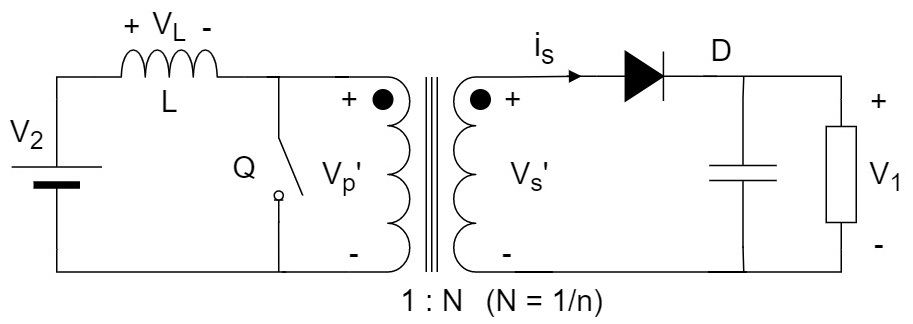 + V_L -
L
V_2
Q
+
V_p'
-
+
V_s'
-
i_s
D
+
V_1
-
1 : N (N = 1/n)